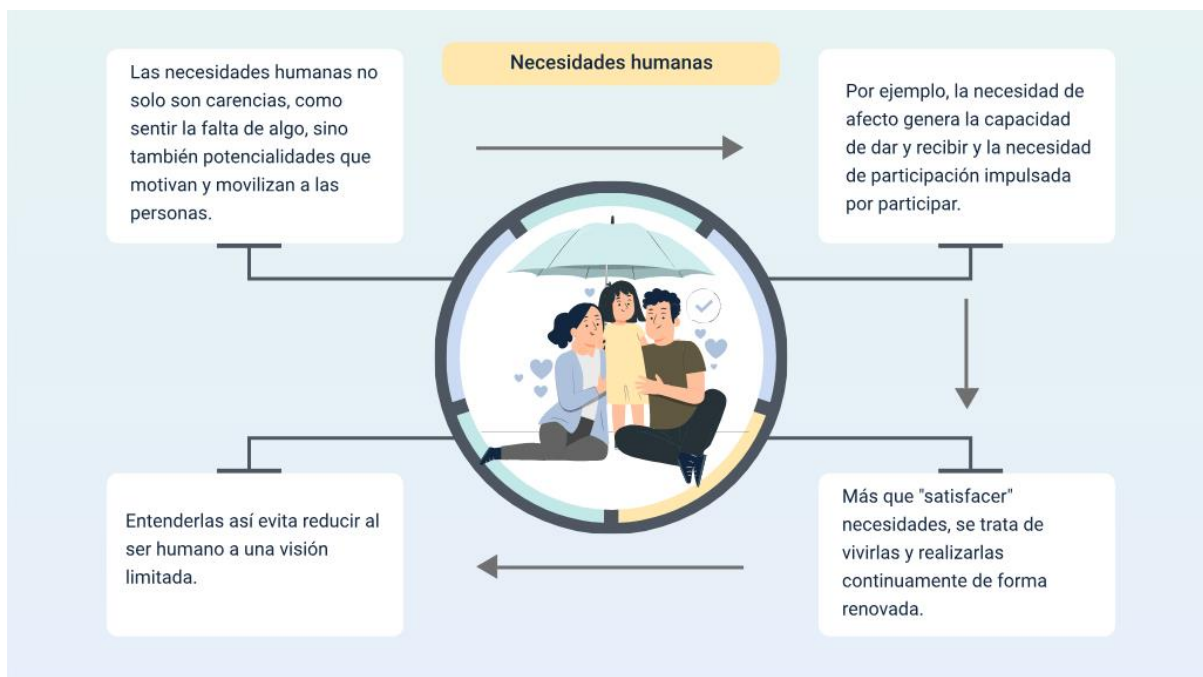 Necesidades humanas
Las necesidades humanas no
solo son carencias, como
sentir la falta de algo, sino
también potencialidades que
motivan y movilizan a las
personas.
Por ejemplo, la necesidad de
afecto genera la capacidad
de dar y recibir y la necesidad
de participación impulsada
por participar.
Más que "satisfacer"
necesidades, se trata de
vivirlas y realizarlas
continuamente de forma
renovada.
Entenderlas así evita reducir al
ser humano a una visión
limitada.